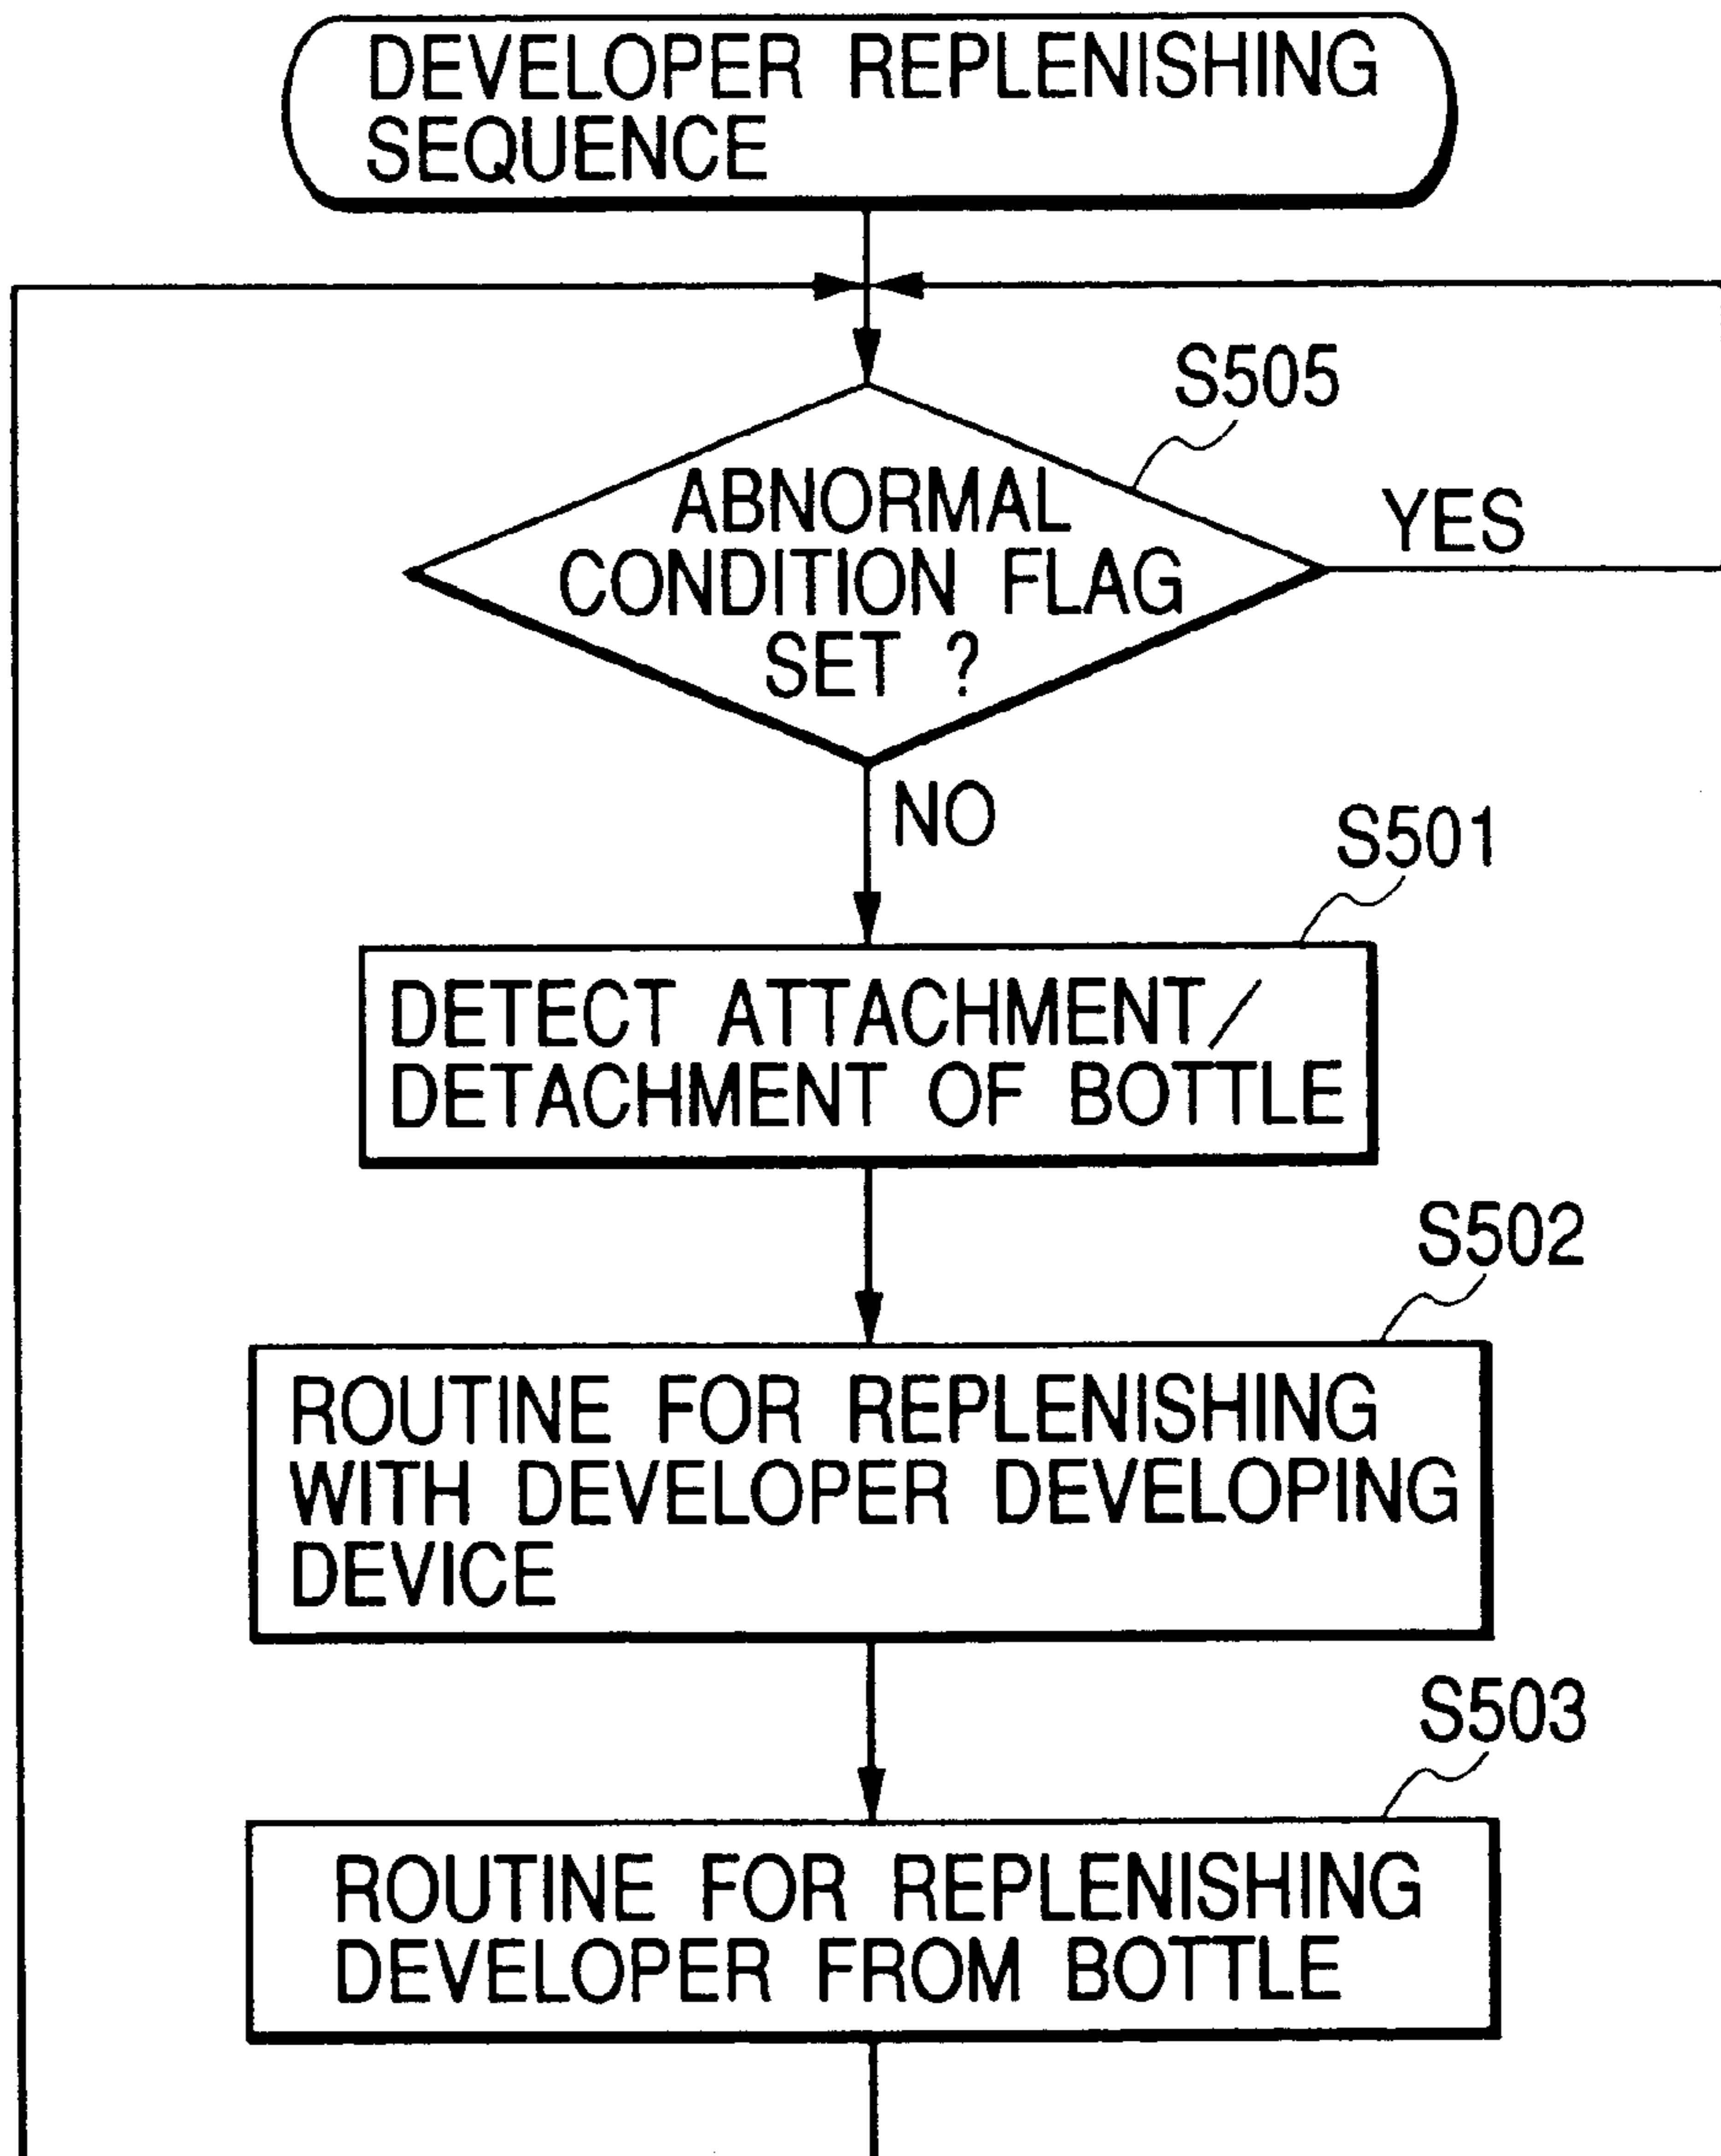 DEVELOPER REPLENISHING
SEQUENCE
S505
ABNORMAL
CONDITION FLAG
SET ?
YES
NO
S501
DETECT ATTACHMENT/
DETACHMENT OF BOTTLE
S502
ROUTINE FOR REPLENISHING
WITH DEVELOPER DEVELOPING
DEVICE
S503
ROUTINE FOR REPLENISHING
DEVELOPER FROM BOTTLE